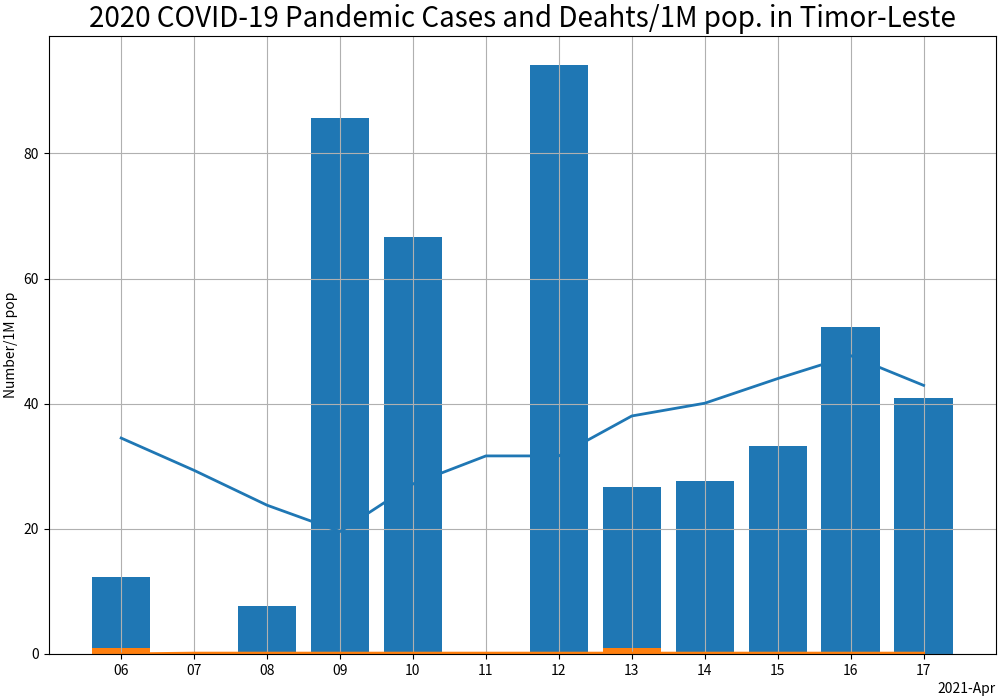 2020 COVID-19 Pandemic Cases and Deahts/1M pop. in Timor-Leste
Number/1M pop
80
60
40
20
0
06 07 08 09 10 11 12 13 14 15 16 17
2021-Apr